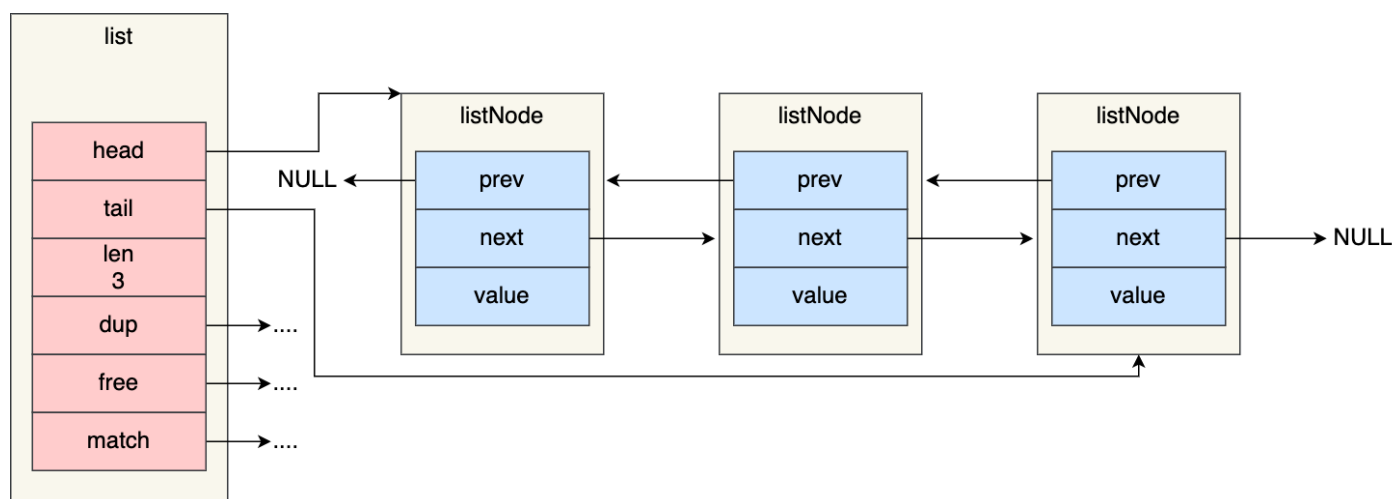 list
head
tail
len
3
dup
....
free
....
match
....
NULL
listNode
prev
next
value
listNode
prev
next
value
listNode
prev
next
value
NULL